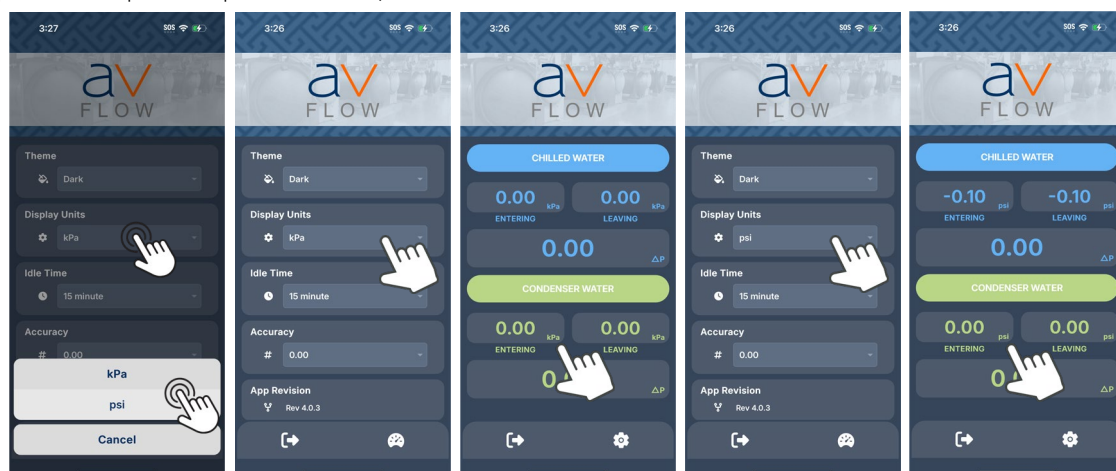 3:27 SOS
av
FLOW
Theme
Dark
Display Units
kPa
Idle Time
15 minute
Accuracy
# 0.00
kPa
psi
Cancel
3:26 SOS
av
FLOW
Theme
Dark
Display Units
kPa
Idle Time
15 minute
Accuracy
# 0.00
App Revision
Rev 4.0.3
3:26 SOS
av
FLOW
CHILLED WATER
0.00 kPa 0.00 kPa
ENTERING LEAVING
0.00 △P
CONDENSER WATER
0.00 kPa 0.00 kPa
ENTERING LEAVING
△P
3:26 SOS
av
FLOW
Theme
Dark
Display Units
psi
Idle Time
15 minute
Accuracy
# 0.00
App Revision
Rev 4.0.3
3:26 SOS
av
FLOW
CHILLED WATER
-0.10 psi -0.10 psi
ENTERING LEAVING
0.00 △P
CONDENSER WATER
0.00 psi 0.00 psi
ENTERING LEAVING
△P